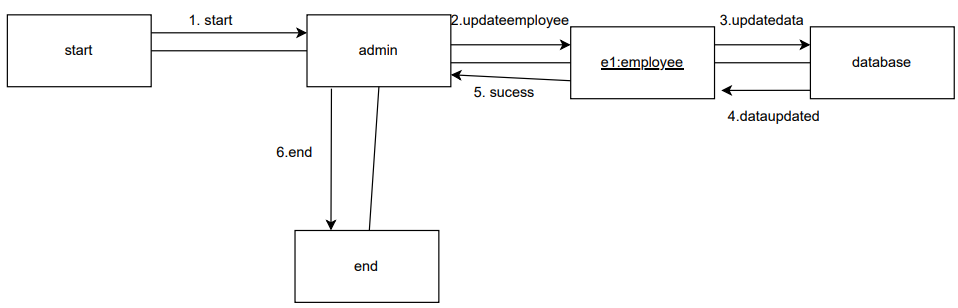 1. start
2.updateemployee
3.updatedata
start
admin
e1:employee
database
5. sucess
4.dataupdated
6.end
end